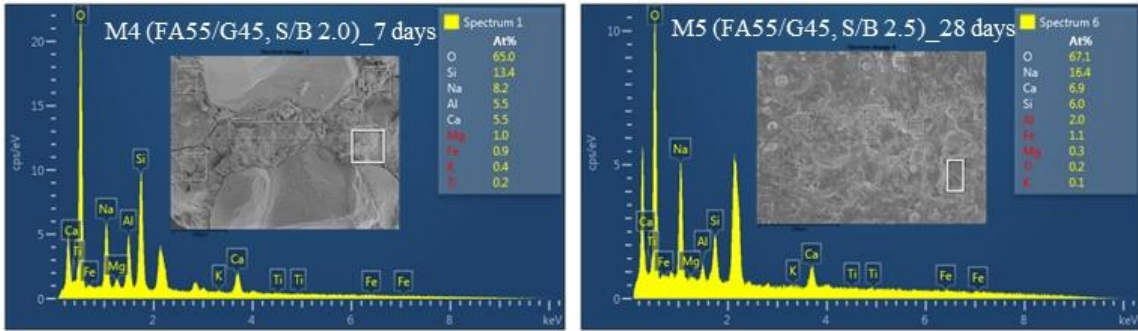 M4 (FA55/G45, S/B 2.0)_7 days
Spectrum 1
At%
O 65.0
Si 13.4
Na 8.2
Al 5.5
Ca 5.5
Mg 1.0
Fe 0.9
K 0.4
Ti 0.2
cps/eV
20
15
10
5
0
O
Ca
Ti
Fe
Na
Mg
Al
Si
K
Ca
Ti
Ti
Fe
Fe
2
4
6
8
keV
M5 (FA55/G45, S/B 2.5)_28 days
Spectrum 6
At%
O 67.1
Na 16.4
Ca 6.9
Si 6.0
Al 2.0
Fe 1.1
Mg 0.3
Ti 0.2
K 0.1
cps/eV
10
5
0
O
Ca
Ti
Fe
Na
Mg
Al
Si
K
Ca
Ti
Ti
Fe
Fe
2
4
6
8
keV